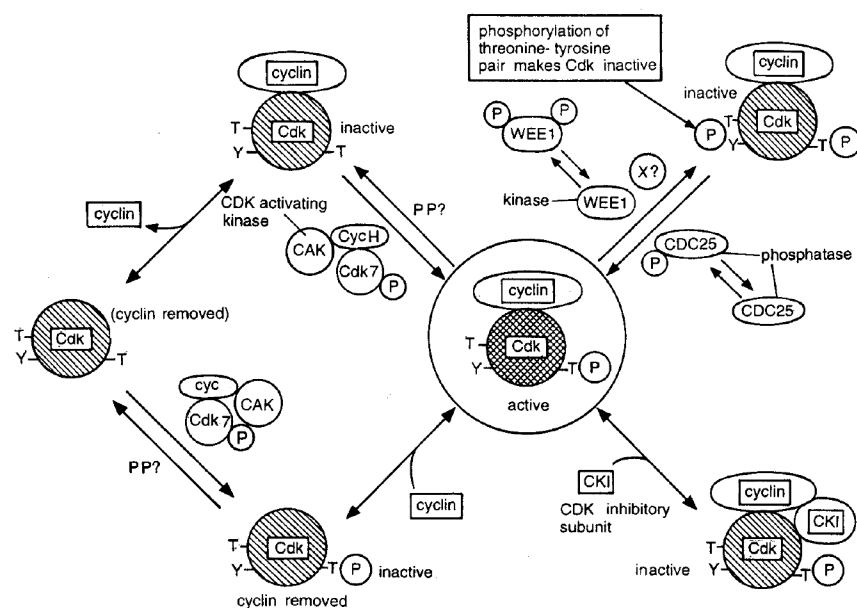 cyclin
Cdk
T
Y
T
inactive
phosphorylation of
threonine-tyrosine
pair makes Cdk inactive
cyclin
inactive
Cdk
T
P
Y
T
P
P
P
WEE1
X?
kinase
WEE1
cyclin
CDK activating
kinase
PP?
CAK
CycH
Cdk7
P
CDC25
P
phosphatase
CDC25
(cyclin removed)
Cdk
T
Y
T
cyclin
Cdk
T
Y
T
P
active
cyc
CAK
Cdk7
P
PP?
cyclin
CKI
CDK inhibitory
subunit
Cdk
T
Y
T
P
inactive
cyclin removed
cyclin
CKI
Cdk
T
Y
T
P
inactive